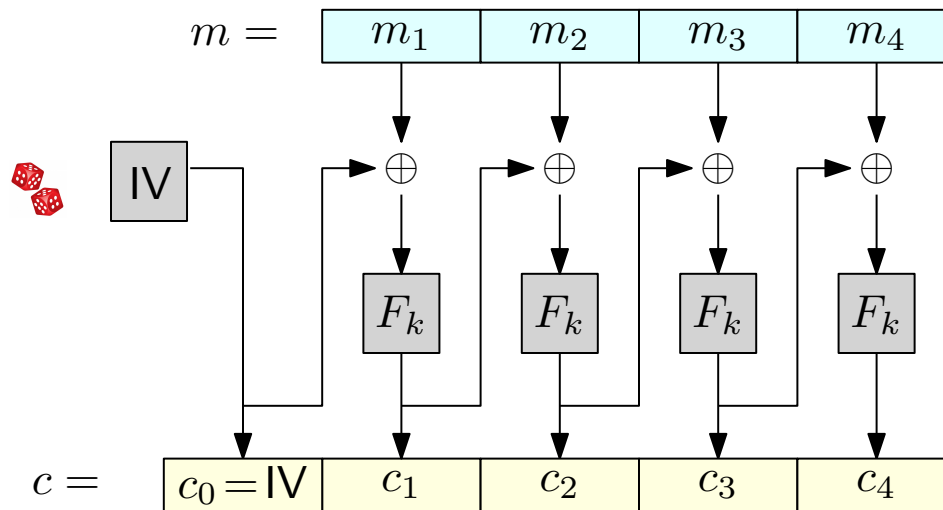 m = m₁ m₂ m₃ m₄
⊕ ⊕ ⊕ ⊕
IV
Fₖ Fₖ Fₖ Fₖ
c = c₀ = IV c₁ c₂ c₃ c₄